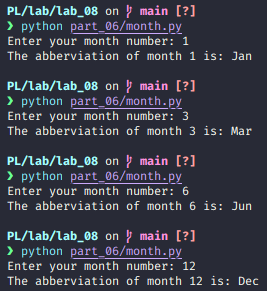 PL/lab/lab_08 on  main [?]
❯ python part_06/month.py
Enter your month number: 1
The abberviation of month 1 is: Jan
PL/lab/lab_08 on  main [?]
❯ python part_06/month.py
Enter your month number: 3
The abberviation of month 3 is: Mar
PL/lab/lab_08 on  main [?]
❯ python part_06/month.py
Enter your month number: 6
The abberviation of month 6 is: Jun
PL/lab/lab_08 on  main [?]
❯ python part_06/month.py
Enter your month number: 12
The abberviation of month 12 is: Dec